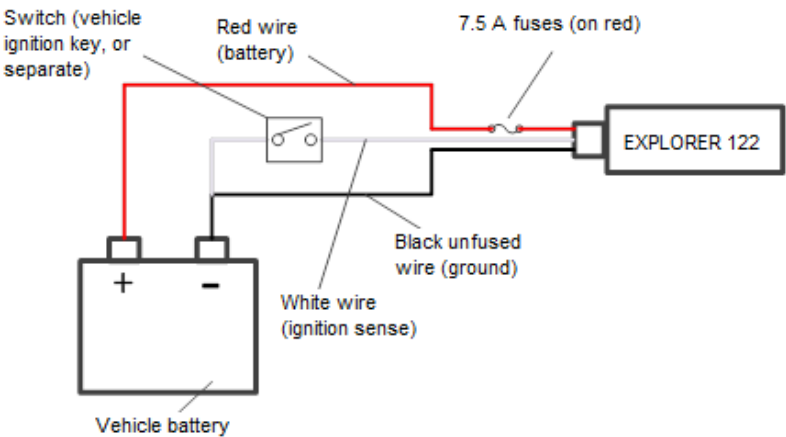 Switch (vehicle
ignition key, or
separate)
Red wire
(battery)
7.5 A fuses (on red)
EXPLORER 122
Black unfused
wire (ground)
+
-
White wire
(ignition sense)
Vehicle battery